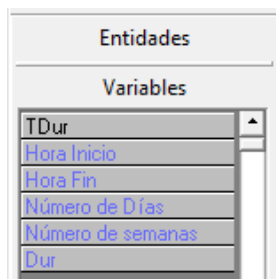 Entidades
Variables
TDur
Hora Inicio
Hora Fin
Número de Días
Número de semanas
Dur